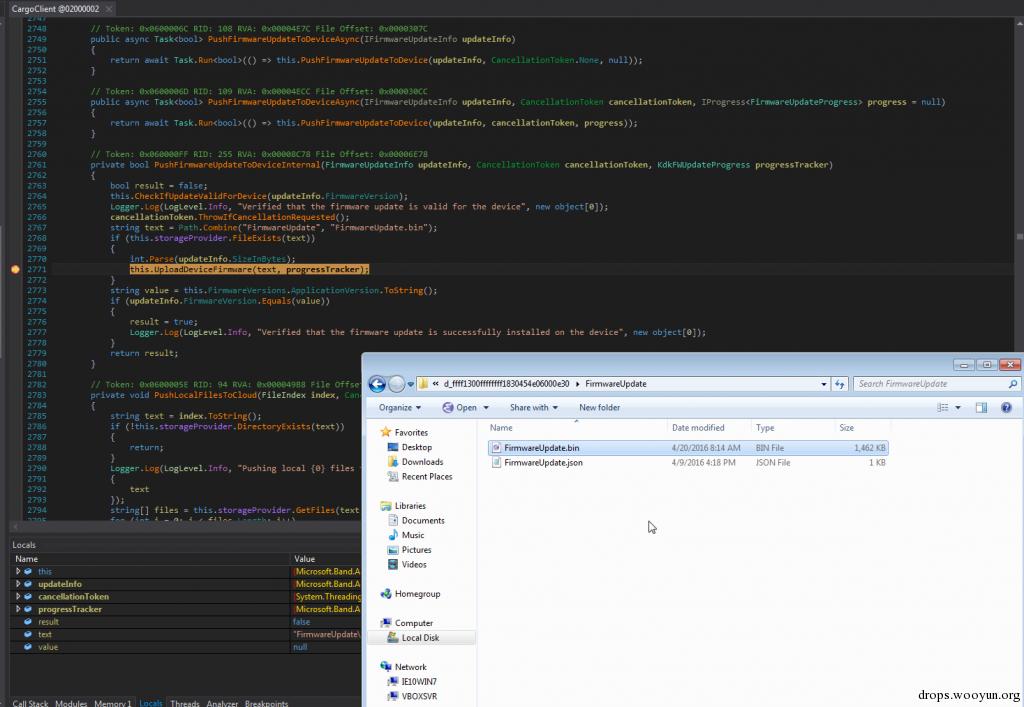 CargoClient @02000002
2747
2748 // Token: 0x0600006C RID: 108 RVA: 0x00004E7C File Offset: 0x0000307C
2749 public async Task<bool> PushFirmwareUpdateToDeviceAsync(IFirmwareUpdateInfo updateInfo)
2750 {
2751 return await Task.Run<bool>(() => this.PushFirmwareUpdateToDevice(updateInfo, CancellationToken.None, null));
2752 }
2753
2754 // Token: 0x0600006D RID: 109 RVA: 0x00004ECC File Offset: 0x000030CC
2755 public async Task<bool> PushFirmwareUpdateToDeviceAsync(IFirmwareUpdateInfo updateInfo, CancellationToken cancellationToken, IProgress<FirmwareUpdateProgress> progress = null)
2756 {
2757 return await Task.Run<bool>(() => this.PushFirmwareUpdateToDevice(updateInfo, cancellationToken, progress));
2758 }
2759
2760 // Token: 0x060000FF RID: 255 RVA: 0x00008C78 File Offset: 0x00006E78
2761 private bool PushFirmwareUpdateToDeviceInternal(FirmwareUpdateInfo updateInfo, CancellationToken cancellationToken, KdkFWUpdateProgress progressTracker)
2762 {
2763 bool result = false;
2764 this.CheckIfUpdateValidForDevice(updateInfo.FirmwareVersion);
2765 Logger.Log(LogLevel.Info, "Verified that the firmware update is valid for the device", new object[0]);
2766 cancellationToken.ThrowIfCancellationRequested();
2767 string text = Path.Combine("FirmwareUpdate", "FirmwareUpdate.bin");
2768 if (this.storageProvider.FileExists(text))
2769 {
2770 int.Parse(updateInfo.SizeInBytes);
2771 this.UploadDeviceFirmware(text, progressTracker);
2772 }
2773 string value = this.FirmwareVersions.ApplicationVersion.ToString();
2774 if (updateInfo.FirmwareVersion.Equals(value))
2775 {
2776 result = true;
2777 Logger.Log(LogLevel.Info, "Verified that the firmware update is successfully installed on the device", new object[0]);
2778 }
2779 return result;
2780 }
2781
2782 // Token: 0x0600005E RID: 94 RVA: 0x000049B8 File Offse
2783 private void PushLocalFilesToCloud(FileIndex index, Can
2784 {
2785 string text = index.ToString();
2786 if (!this.storageProvider.DirectoryExists(text))
2787 {
2788 return;
2789 }
2790 Logger.Log(LogLevel.Info, "Pushing local {0} files
2791 {
2792 text
2793 });
2794 string[] files = this.storageProvider.GetFiles(text
2795 for (int i = 0; i < files.Length; i++)
Locals
Name Value
this {Microsoft.Band.A
updateInfo {Microsoft.Band.A
cancellationToken {System.Threading
progressTracker {Microsoft.Band.A
result false
text "FirmwareUpdate\
value null
Call Stack Modules Memory 1 Locals Threads Analyzer Breakpoints
« d_ffff1300ffffffff1830454e06000e30 ▸ FirmwareUpdate
Search FirmwareUpdate
Organize Open Share with New folder
Name Date modified Type Size
FirmwareUpdate.bin 4/20/2016 8:14 AM BIN File 1,462 KB
FirmwareUpdate.json 4/9/2016 4:18 PM JSON File 1 KB
Favorites
Desktop
Downloads
Recent Places
Libraries
Documents
Music
Pictures
Videos
Homegroup
Computer
Local Disk
Network
IE10WIN7
VBOXSVR
drops.wooyun.org